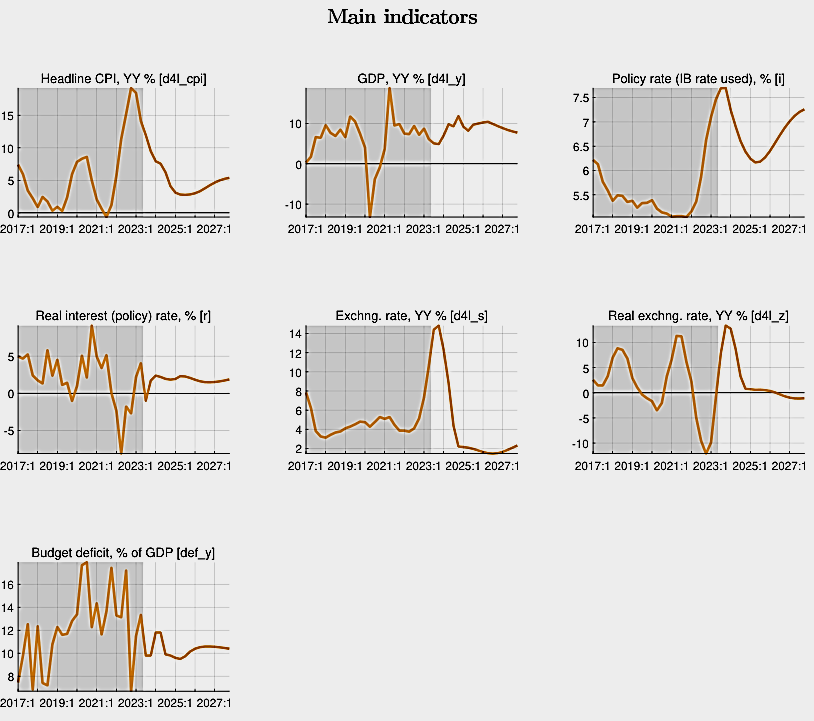 Main indicators
Headline CPI, YY % [d4l_cpi]
GDP, YY % [d4l_y]
Policy rate (IB rate used), % [i]
15
10
5
0
2017:1 2019:1 2021:1 2023:1 2025:1 2027:1
10
0
-10
2017:1 2019:1 2021:1 2023:1 2025:1 2027:1
7.5
7
6.5
6
5.5
2017:1 2019:1 2021:1 2023:1 2025:1 2027:1
Real interest (policy) rate, % [r]
Exchng. rate, YY % [d4l_s]
Real exchng. rate, YY % [d4l_z]
5
0
-5
2017:1 2019:1 2021:1 2023:1 2025:1 2027:1
14
12
10
8
6
4
2
2017:1 2019:1 2021:1 2023:1 2025:1 2027:1
10
5
0
-5
-10
2017:1 2019:1 2021:1 2023:1 2025:1 2027:1
Budget deficit, % of GDP [def_y]
16
14
12
10
8
2017:1 2019:1 2021:1 2023:1 2025:1 2027:1